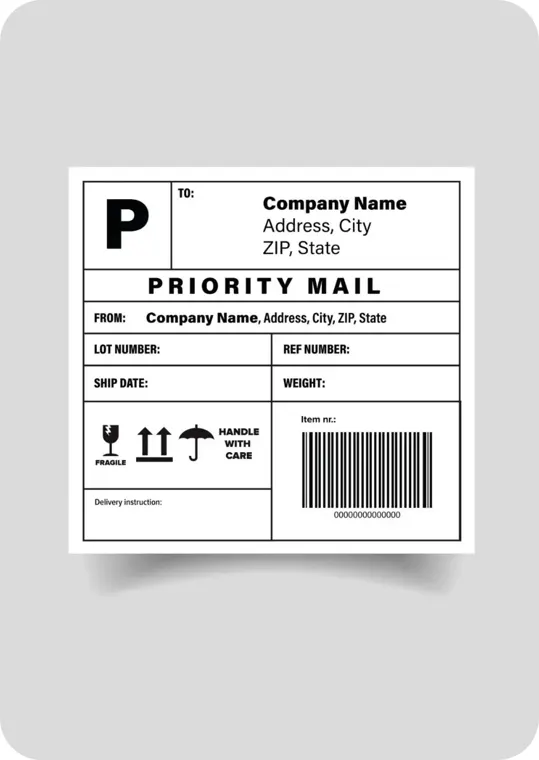 P
TO:
Company Name
Address, City
ZIP, State
PRIORITY MAIL
FROM: Company Name, Address, City, ZIP, State
LOT NUMBER:
REF NUMBER:
SHIP DATE:
WEIGHT:
FRAGILE
HANDLE
WITH
CARE
Item nr.:
00000000000000
Delivery instruction: